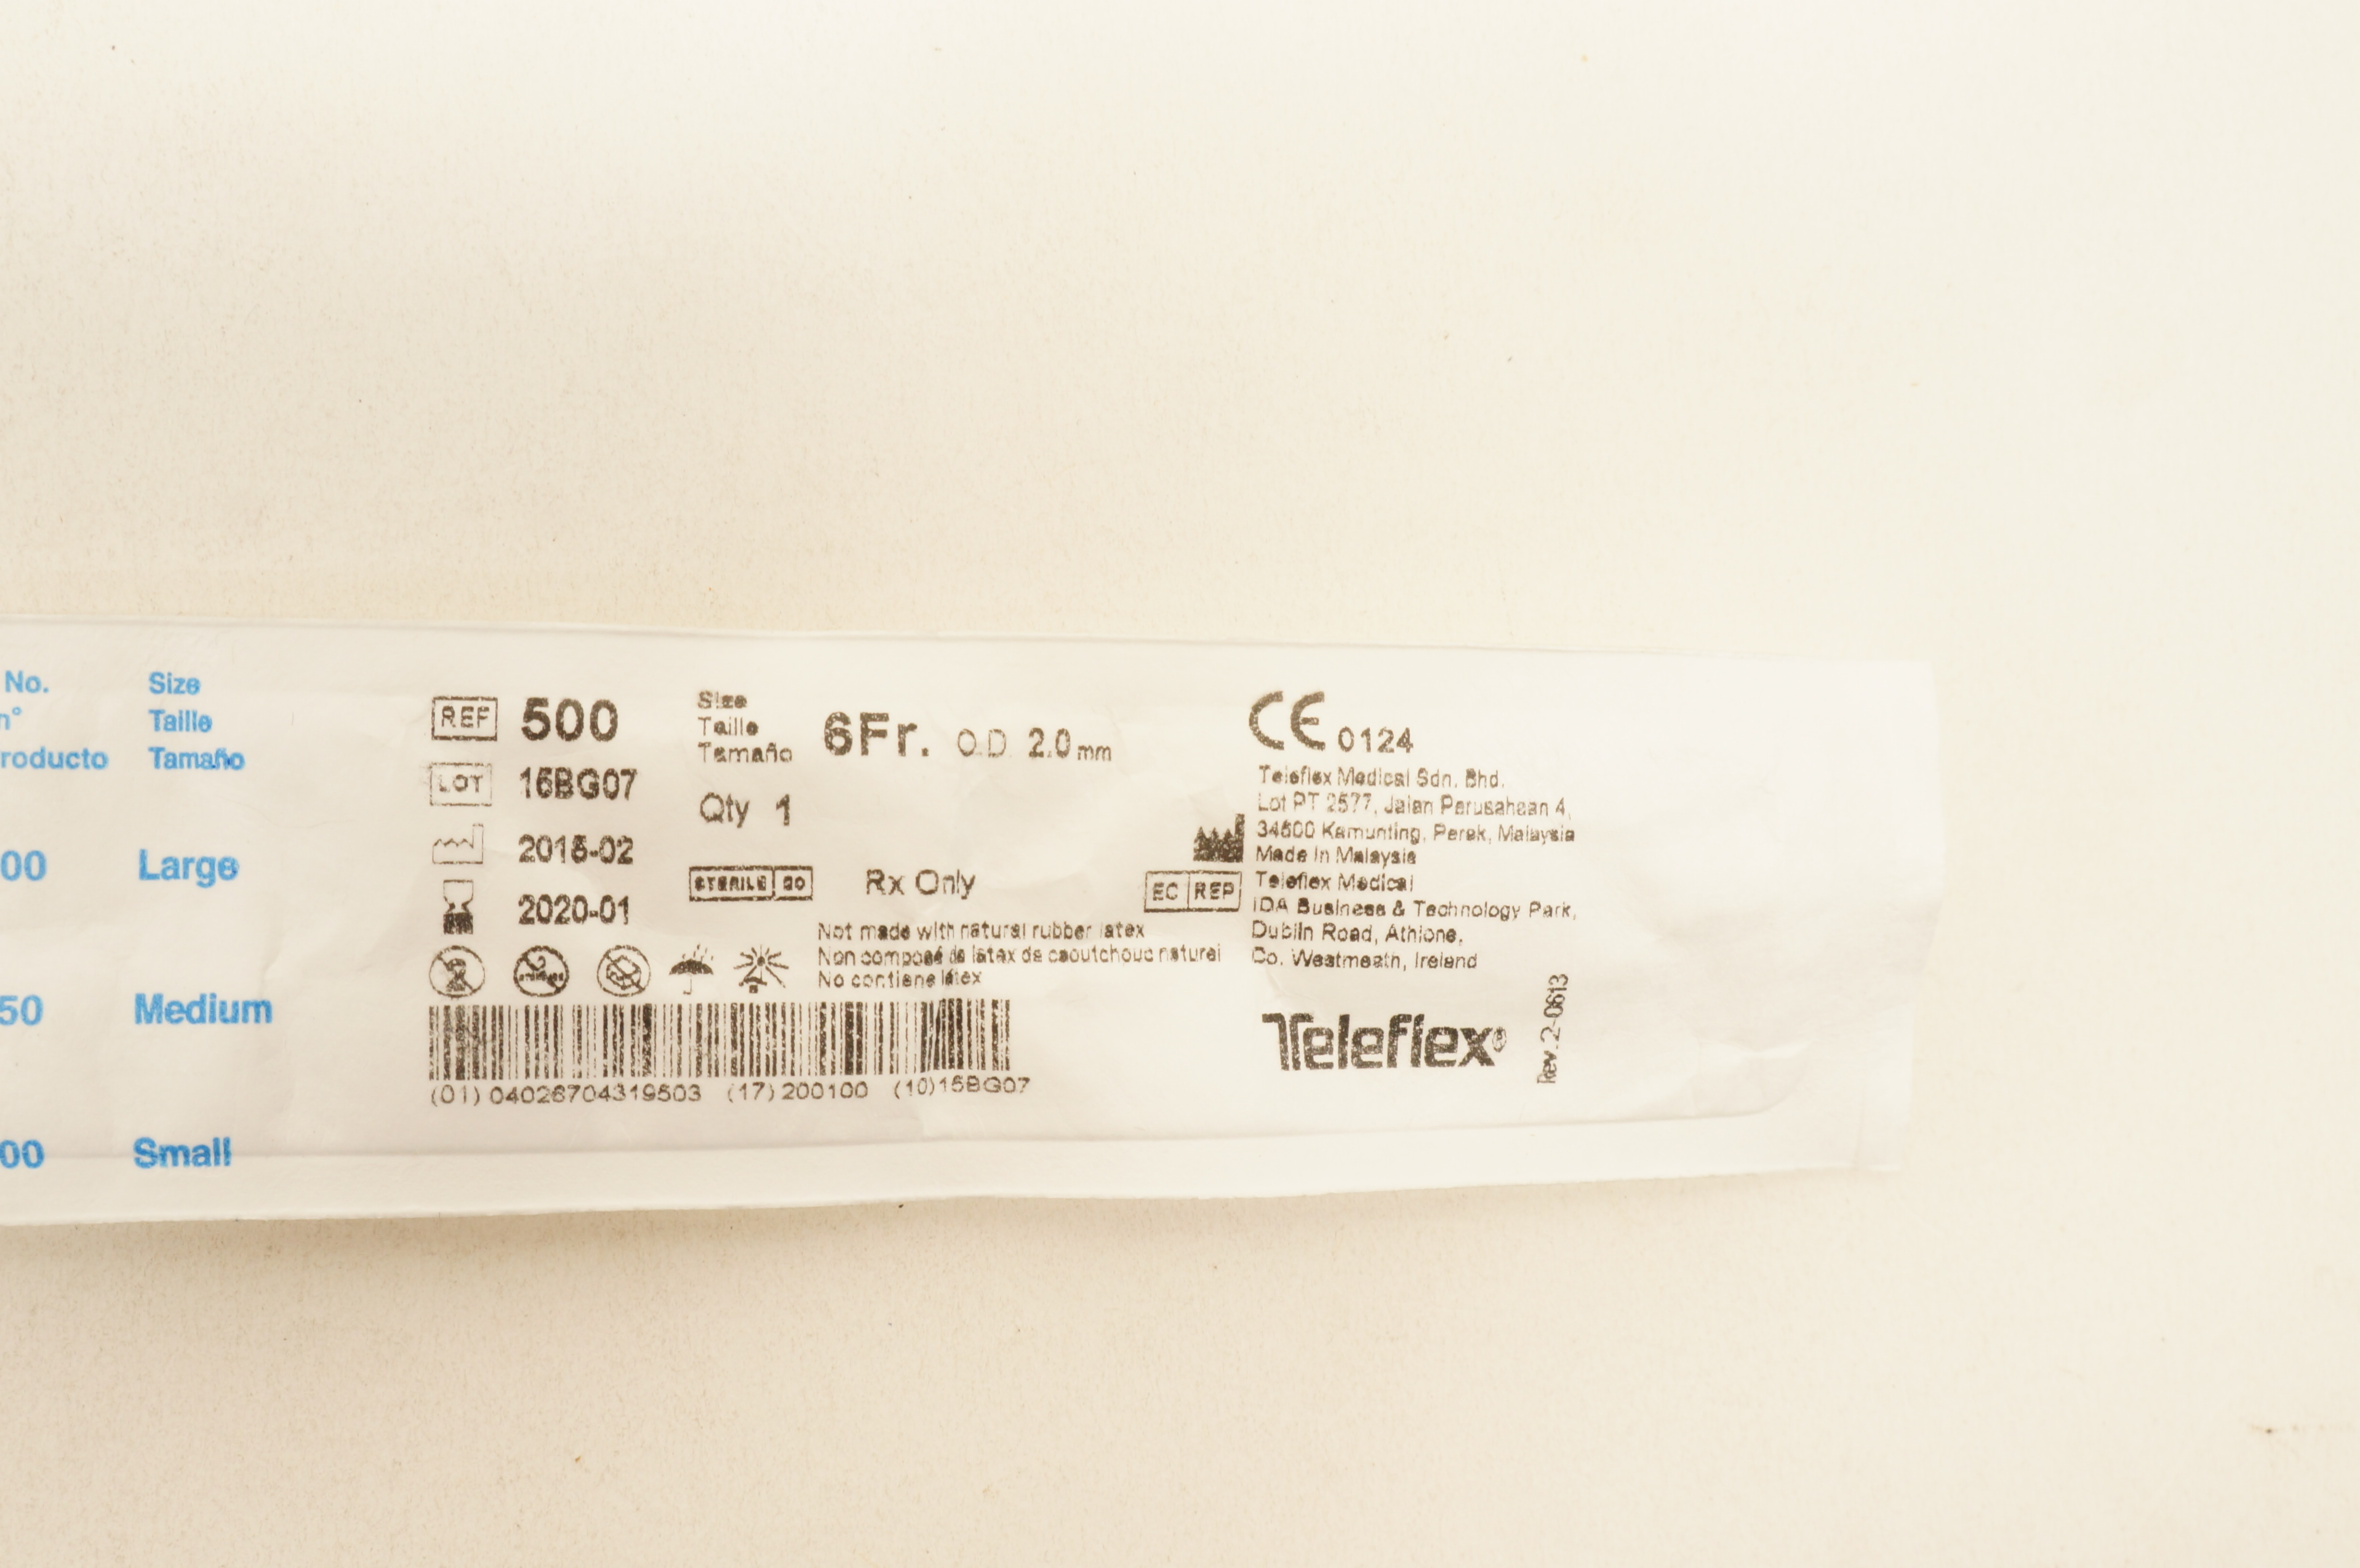 No.
Size
n°
Taille
roducto
Tamaño
00
Large
50
Medium
00
Small
REF 500
LOT 15BG07
2015-02
2020-01
Size
Taille
Tamaño
6Fr. O.D. 2.0 mm
Qty 1
STERILE EO
Rx Only
Not made with natural rubber latex
Non composé de latex de caoutchouc naturel
No contiene látex
(01) 04026704319503 (17) 200100 (10)15BG07
CE 0124
Teleflex Medical Sdn. Bhd.
Lot PT 2577, Jalan Perusahaan 4,
34600 Kamunting, Perak, Malaysia
Made In Malaysia
EC REP
Teleflex Medical
IDA Business & Technology Park,
Dublin Road, Athlone,
Co. Westmeath, Ireland
Teleflex®
Rev.2-0613